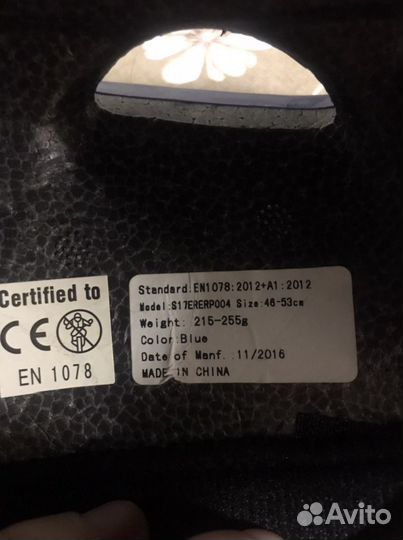 Certified to
CE
EN 1078
Standard:EN1078:2012+A1:2012
Model:S17ERERP004 Size:46-53cm
Weight: 215-255g
Color:Blue
Date of Manf.:11/2016
MADE IN CHINA
Avito